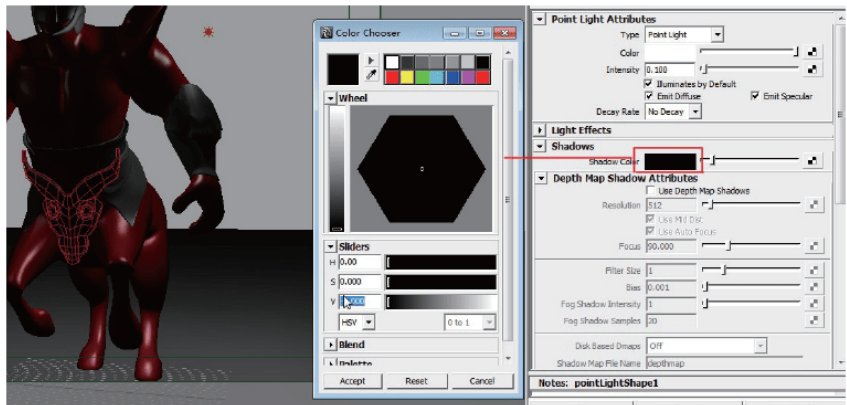 Color Chooser
Wheel
Sliders
H 0.00
S 0.000
V
HSV
0 to 1
Blend
Palette
Accept Reset Cancel
Point Light Attributes
Type Point Light
Color
Intensity 0.100
Illuminates by Default
Emit Diffuse Emit Specular
Decay Rate No Decay
Light Effects
Shadows
Shadow Color
Depth Map Shadow Attributes
Use Depth Map Shadows
Resolution 512
Use Mid Dist
Use Auto Focus
Focus 90.000
Filter Size 1
Bias 0.001
Fog Shadow Intensity 1
Fog Shadow Samples 20
Disk Based Dmaps Off
Shadow Map File Name depthmap
Notes: pointLightShape1